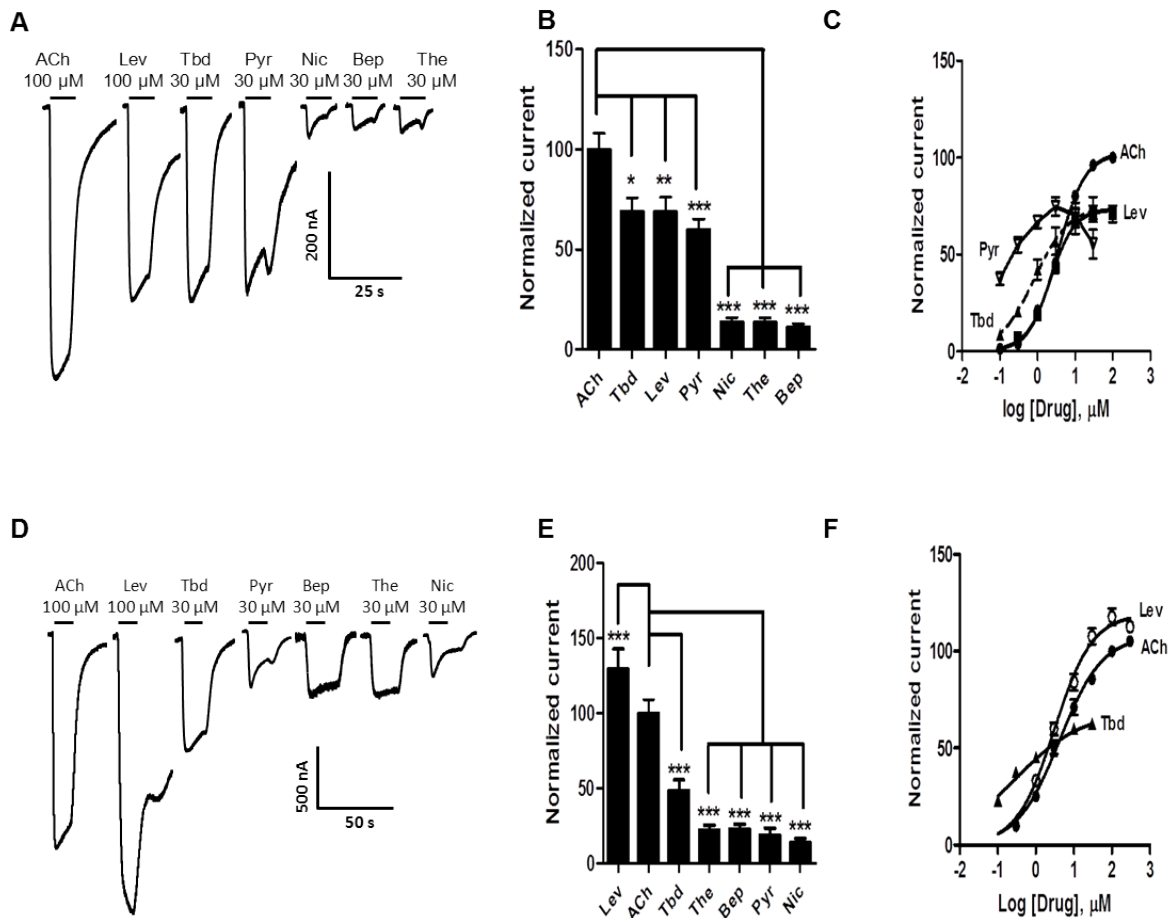 A
ACh Lev Tbd Pyr Nic Bep The
100 µM 100 µM 30 µM 30 µM 30 µM 30 µM 30 µM
200 nA
25 s
B
Normalized current
150
100
50
0
* ** *** *** *** ***
ACh Tbd Lev Pyr Nic The Bep
C
Normalized current
150
100
50
0
ACh
Lev
Pyr
Tbd
-2 -1 0 1 2 3
log [Drug], µM
D
ACh Lev Tbd Pyr Bep The Nic
100 µM 100 µM 30 µM 30 µM 30 µM 30 µM 30 µM
500 nA
50 s
E
Normalized current
200
150
100
50
0
*** *** *** *** *** ***
Lev ACh Tbd The Bep Pyr Nic
F
Normalized current
150
100
50
0
Lev
ACh
Tbd
-2 -1 0 1 2 3
Log [Drug], µM